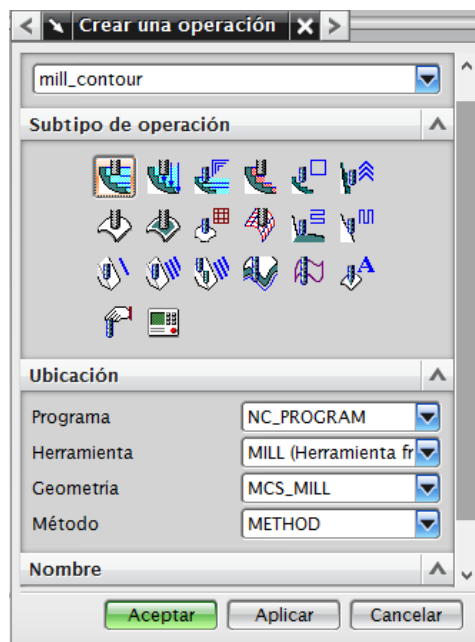 Crear una operación
mill_contour
Subtipo de operación
Ubicación
Programa NC_PROGRAM
Herramienta MILL (Herramienta fr
Geometria MCS_MILL
Método METHOD
Nombre
Aceptar Aplicar Cancelar